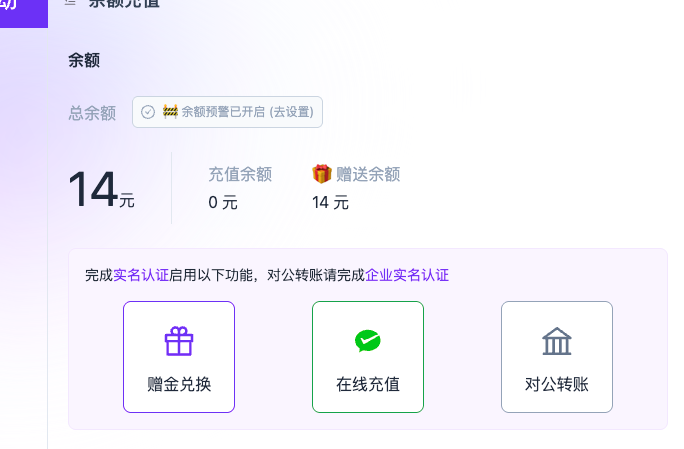 动
余额充值
余额
总余额
🚧 余额预警已开启 (去设置)
14元
充值余额
0 元
🎁 赠送余额
14 元
完成实名认证启用以下功能，对公转账请完成企业实名认证
赠金兑换
在线充值
对公转账